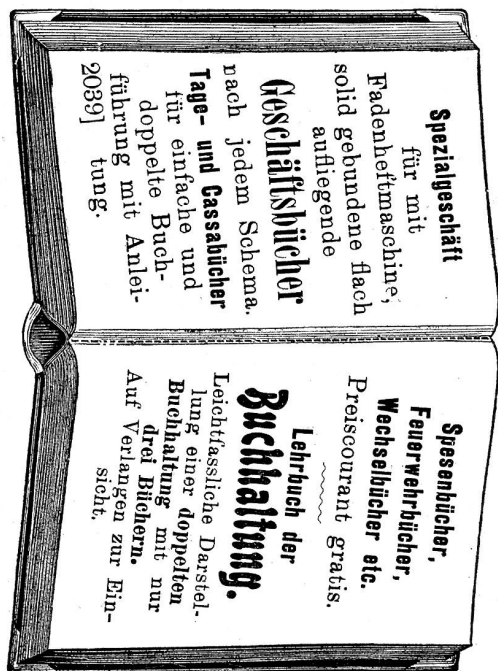 Spezialgeschäft
für mit
Fadenheftmaschine,
solid gebundene flach
aufliegende
Geschäftsbücher
nach jedem Schema.
Tage- und Cassabücher
für einfache und
doppelte Buch-
führung mit Anlei-
2039] tung.
Spesenbücher,
Feuerwehrbücher,
Wechselbücher etc.
Preiscourant gratis.
Lehrbuch der
Buchhaltung.
Leichtfassliche Darstel-
lung einer doppelten
Buchhaltung mit nur
drei Büchern.
Auf Verlangen zur Ein-
sicht.